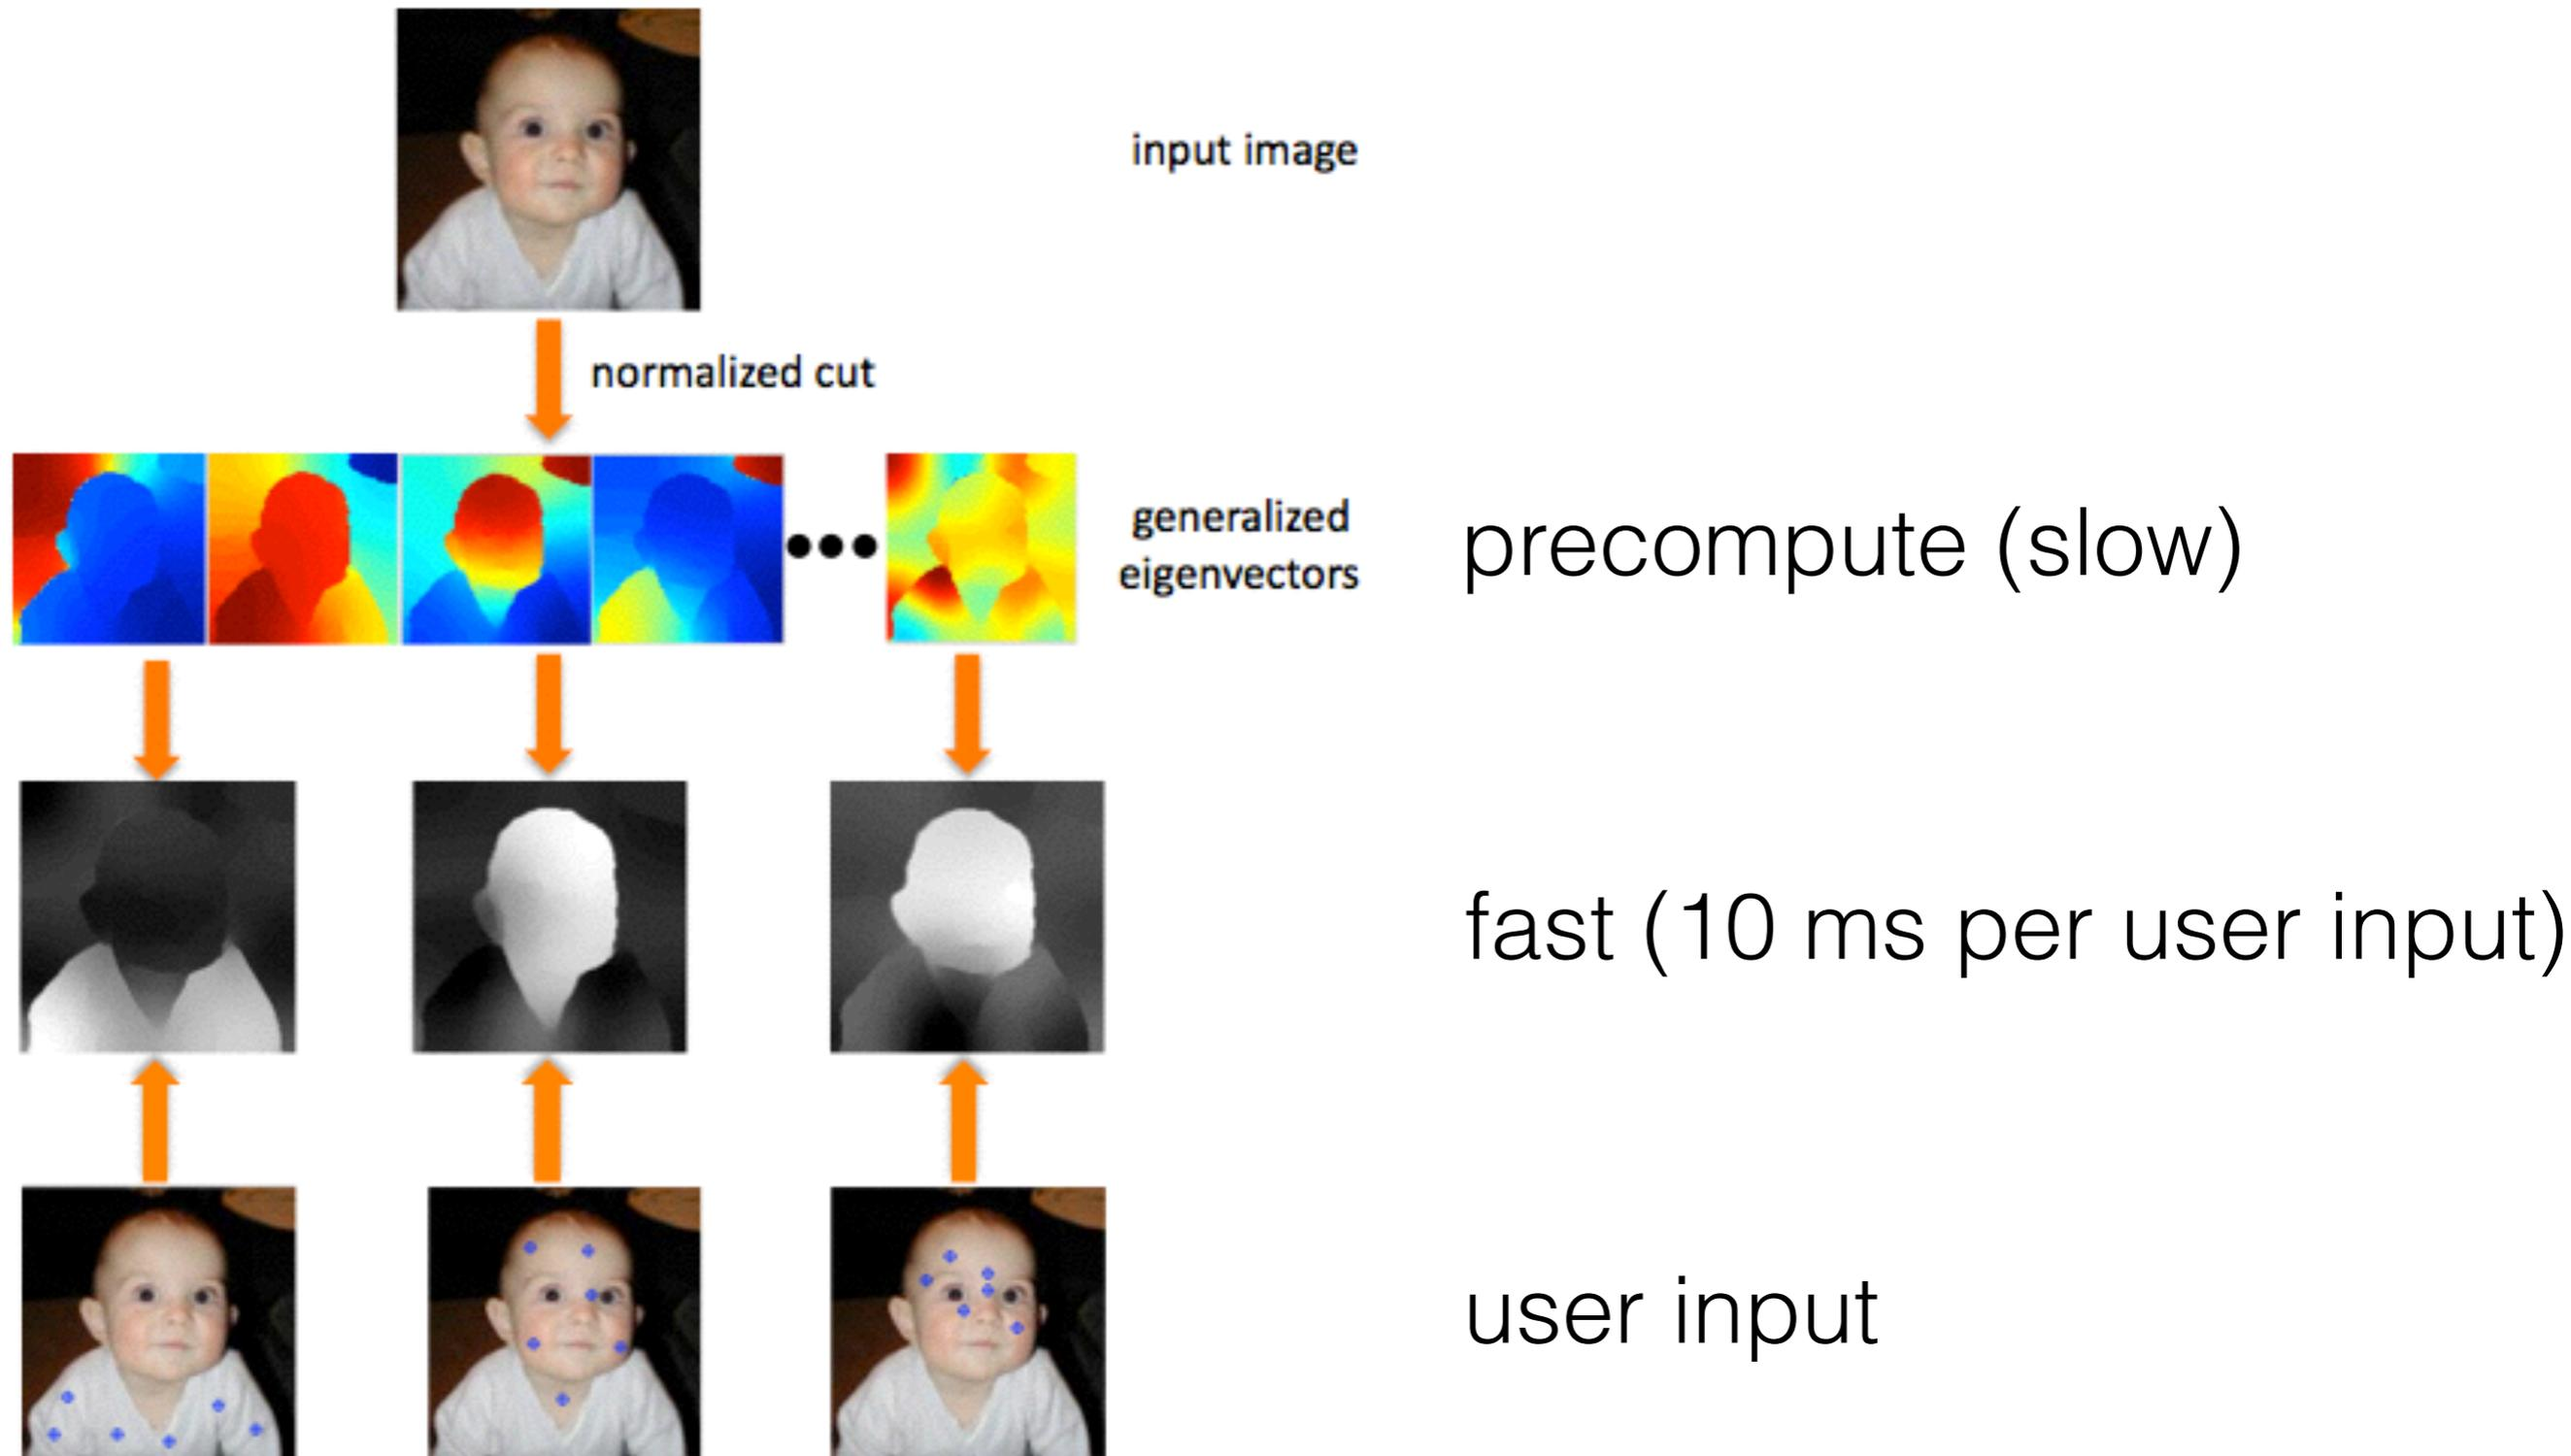 input image
normalized cut
generalized
eigenvectors
precompute (slow)
fast (10 ms per user input)
user input